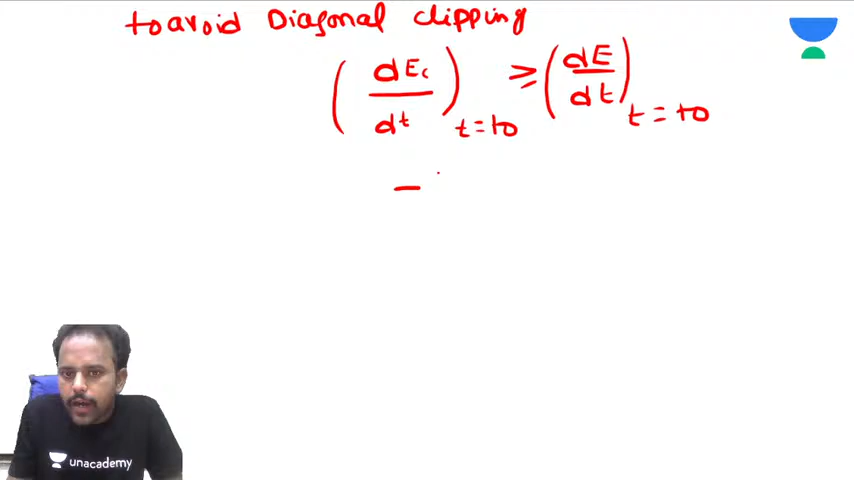 to avoid Diagonal clipping
(dEc/dt) t=to ≥ (dE/dt) t=to
—
unacademy